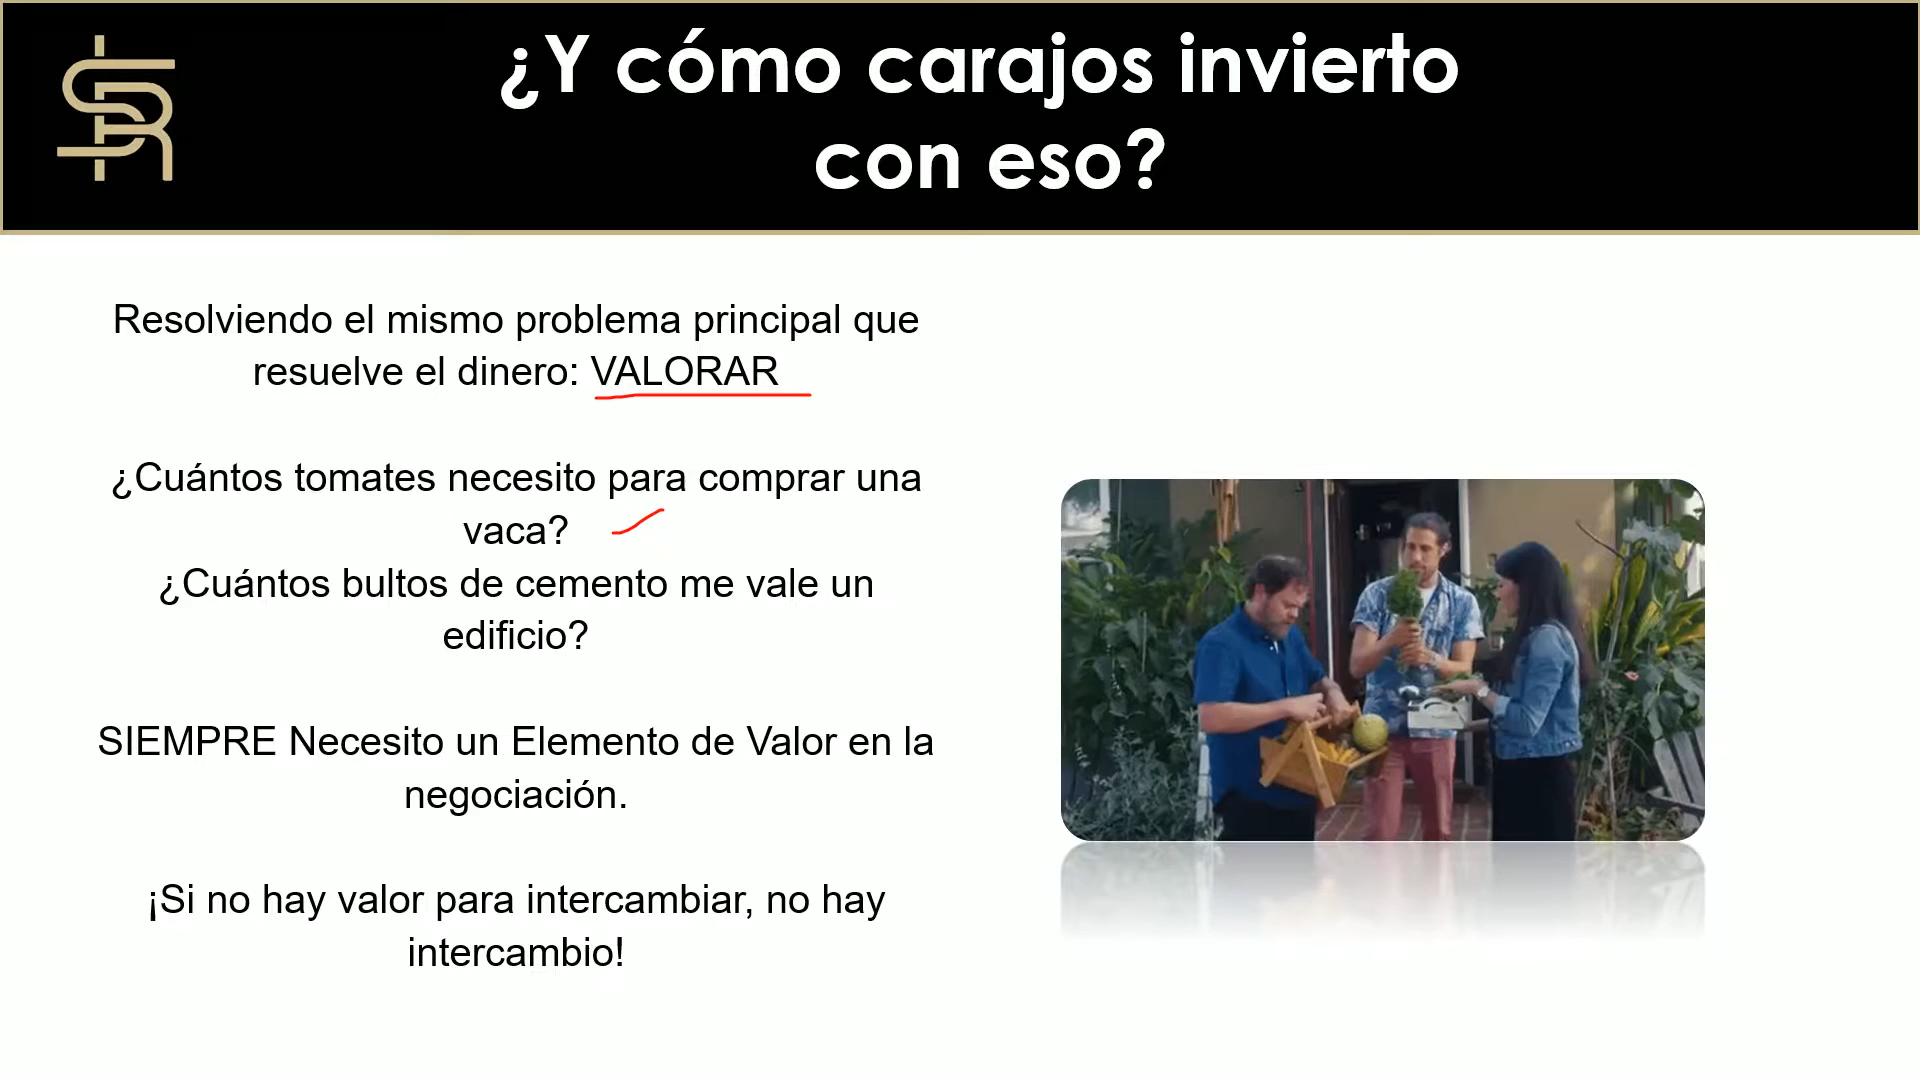 ¿Y cómo carajos invierto
con eso?
Resolviendo el mismo problema principal que
resuelve el dinero: VALORAR
¿Cuántos tomates necesito para comprar una
vaca?
¿Cuántos bultos de cemento me vale un
edificio?
SIEMPRE Necesito un Elemento de Valor en la
negociación.
¡Si no hay valor para intercambiar, no hay
intercambio!